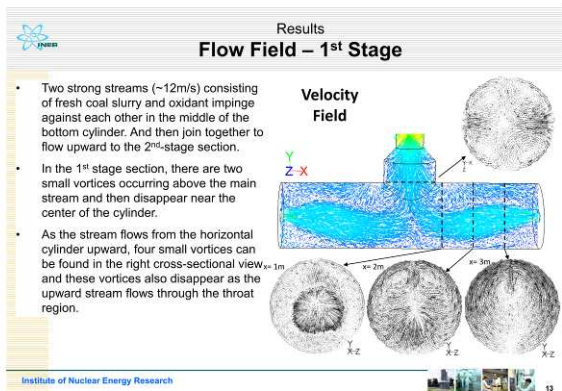 INER
Results
Flow Field – 1st Stage
• Two strong streams (~12m/s) consisting
of fresh coal slurry and oxidant impinge
against each other in the middle of the
bottom cylinder. And then join together to
flow upward to the 2nd-stage section.
• In the 1st stage section, there are two
small vortices occurring above the main
stream and then disappear near the
center of the cylinder.
• As the stream flows from the horizontal
cylinder upward, four small vortices can
be found in the right cross-sectional view
and these vortices also disappear as the
upward stream flows through the throat
region.
Velocity
Field
Y
Z X
x= 1m
x= 2m
x= 3m
Y
X-Z
Y
X-Z
Y
X-Z
Institute of Nuclear Energy Research
13